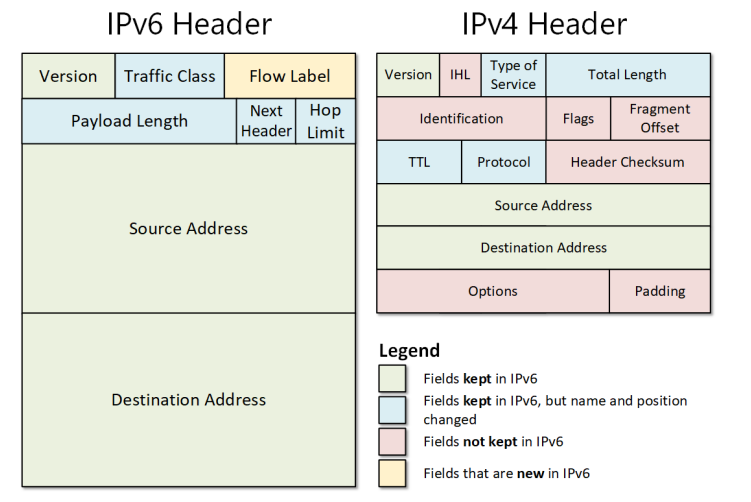 IPv6 Header
Version Traffic Class Flow Label
Payload Length Next Header Hop Limit
Source Address
Destination Address
IPv4 Header
Version IHL Type of Service Total Length
Identification Flags Fragment Offset
TTL Protocol Header Checksum
Source Address
Destination Address
Options Padding
Legend
Fields kept in IPv6
Fields kept in IPv6, but name and position
changed
Fields not kept in IPv6
Fields that are new in IPv6